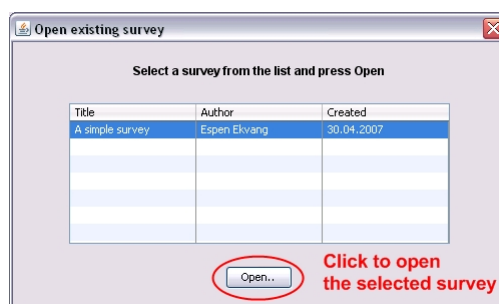 Open existing survey
Select a survey from the list and press Open
Title Author Created
A simple survey Espen Ekvang 30.04.2007
Open..
Click to open
the selected survey